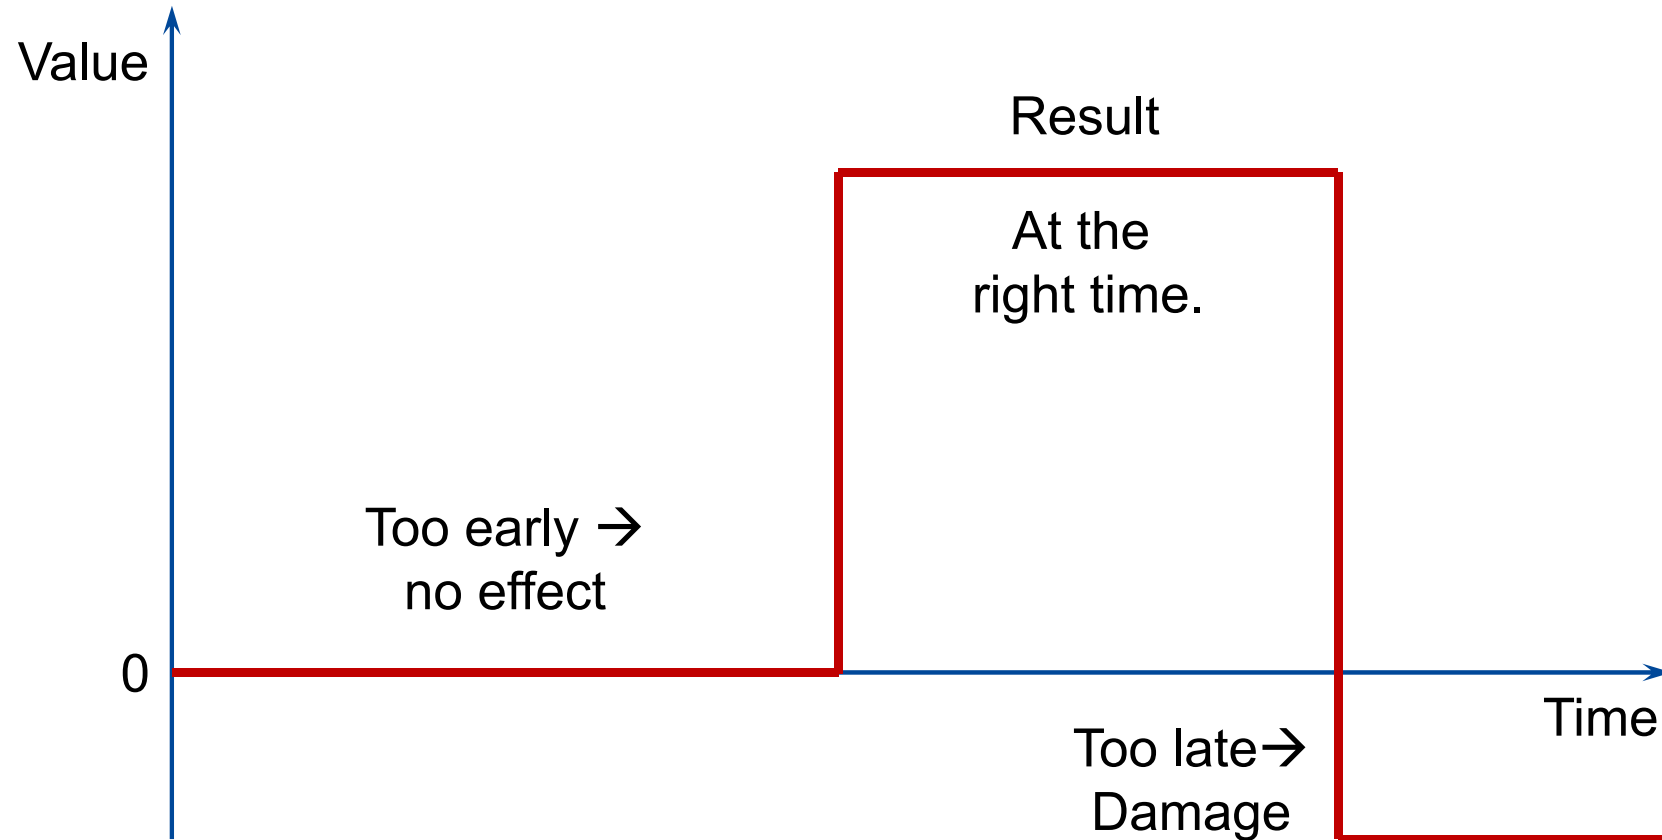 Value
Result
At the
right time.
Too early →
no effect
0
Time
Too late→
Damage